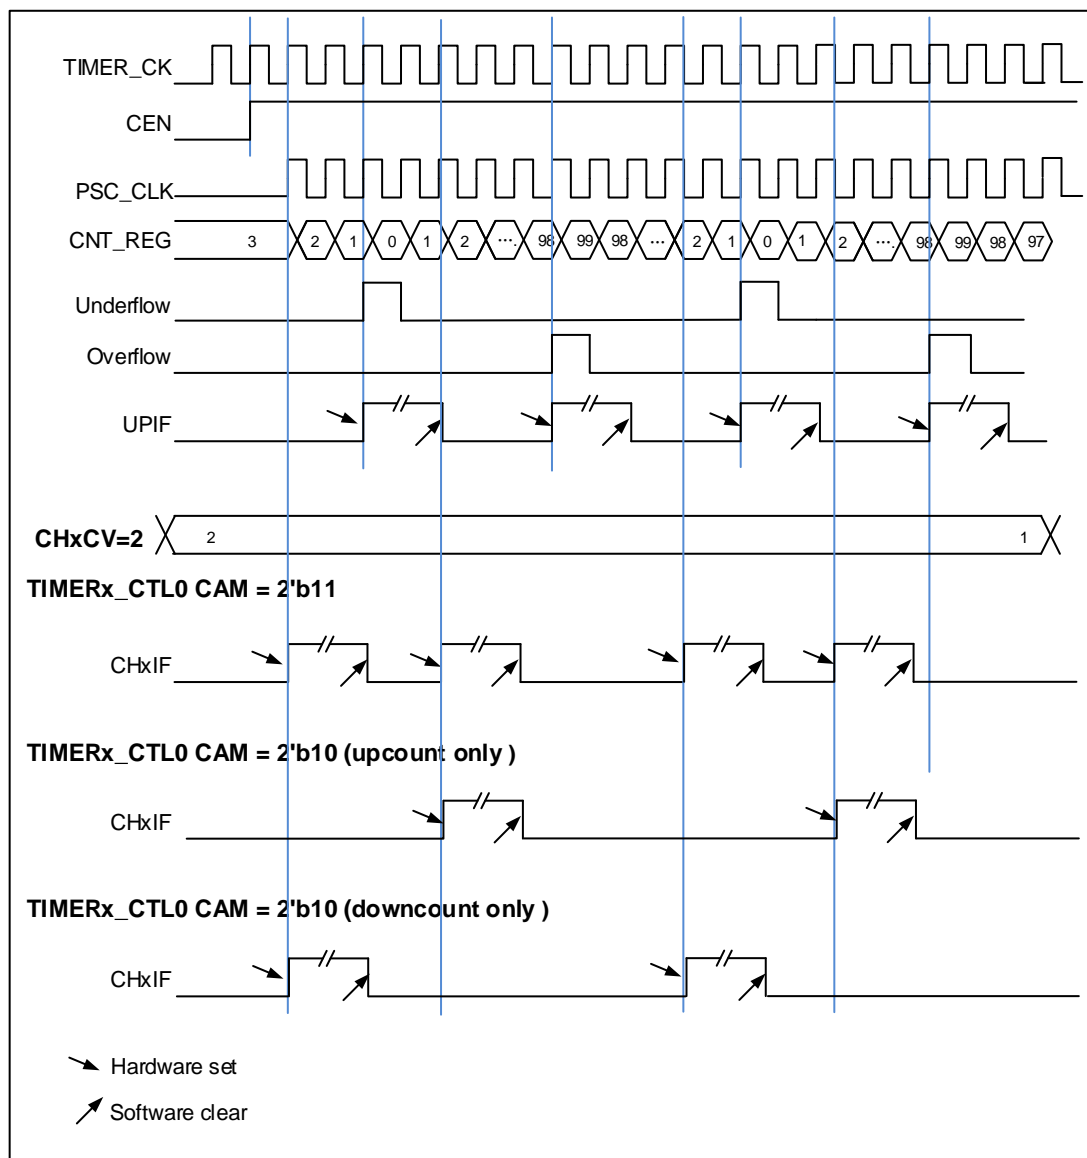 TIMER_CK
CEN
PSC_CLK
CNT_REG 3 2 1 0 1 2 ···. 98 99 98 ··· 2 1 0 1 2 ···. 98 99 98 97
Underflow
Overflow
UPIF
CHxCV=2 2 1
TIMERx_CTL0 CAM = 2'b11
CHxIF
TIMERx_CTL0 CAM = 2'b10 (upcount only )
CHxIF
TIMERx_CTL0 CAM = 2'b10 (downcount only )
CHxIF
Hardware set
Software clear